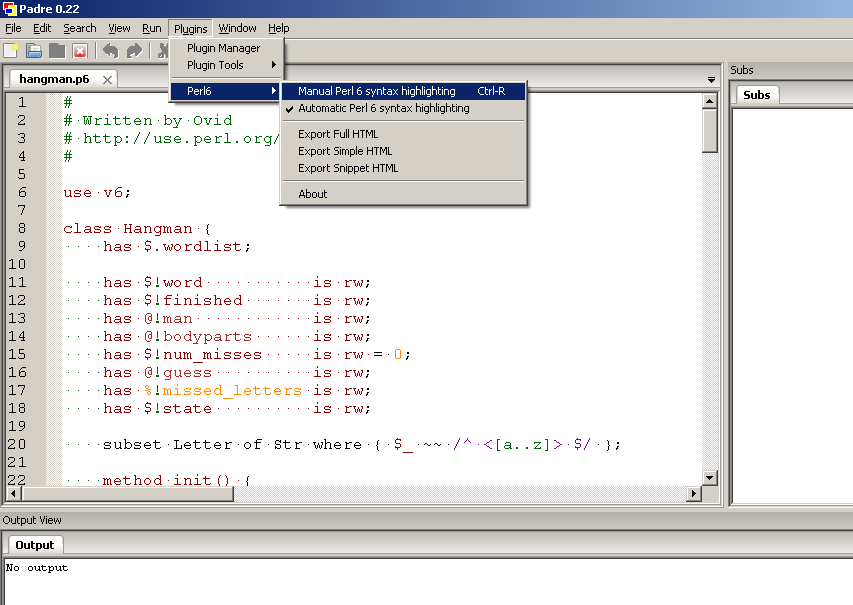 Padre 0.22
File Edit Search View Run Plugins Window Help
Plugin Manager
Plugin Tools
Perl6
Manual Perl 6 syntax highlighting Ctrl-R
Automatic Perl 6 syntax highlighting
Export Full HTML
Export Simple HTML
Export Snippet HTML
About
hangman.p6
1 #
2 # Written by Ovid
3 # http://use.perl.org/
4 #
5
6 use v6;
7
8 class Hangman {
9 has $.wordlist;
10
11 has $!word is rw;
12 has $!finished is rw;
13 has @!man is rw;
14 has @!bodyparts is rw;
15 has $!num_misses is rw = 0;
16 has @!guess is rw;
17 has %!missed_letters is rw;
18 has $!state is rw;
19
20 subset Letter of Str where { $_ ~~ /^ <[a..z]> $/ };
21
22 method init() {
Subs
Subs
Output View
Output
No output